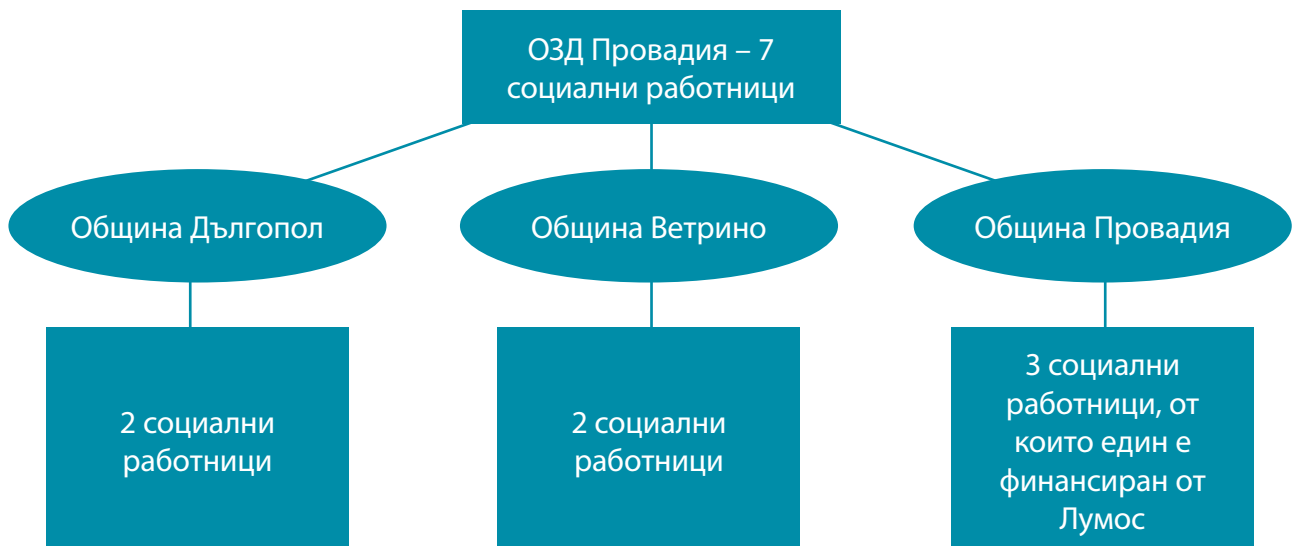 ОЗД Провадия – 7
социални работници
Община Дългопол
Община Ветрино
Община Провадия
2 социални
работници
2 социални
работници
3 социални
работници, от
които един е
финансиран от
Лумос